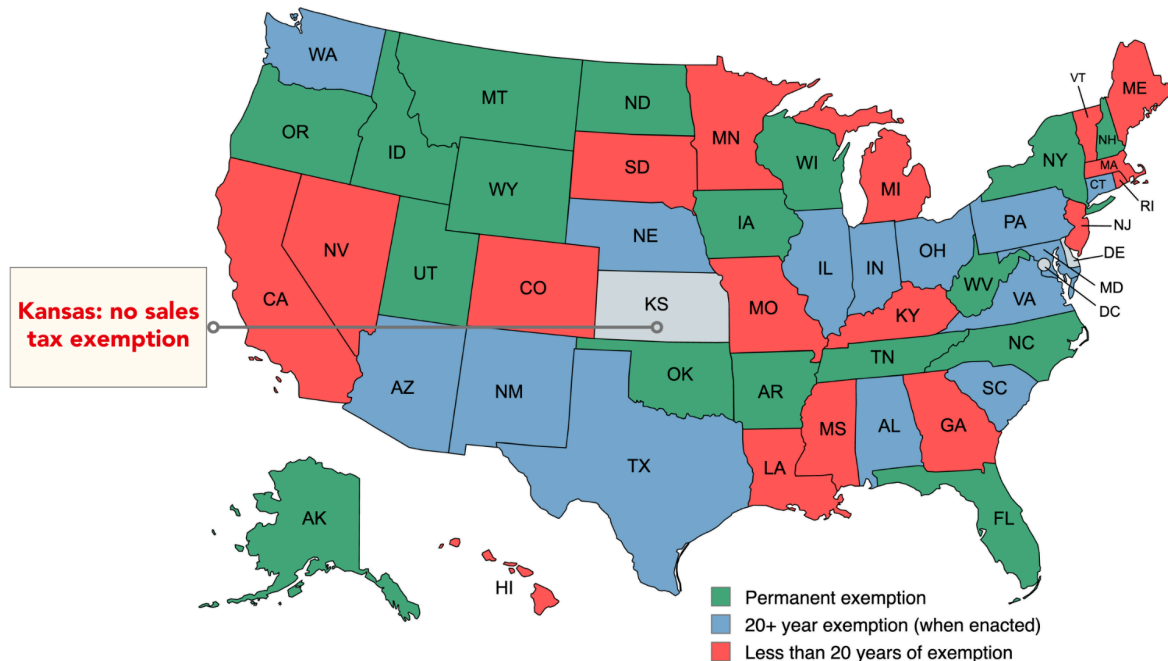 WA
MT
ND
MN
VT
ME
OR
ID
SD
WI
NY
NH
WY
MI
MA
CT
RI
NV
NE
IA
PA
NJ
CA
UT
CO
IL
IN
OH
DE
WV
MD
VA
DC
Kansas: no sales
tax exemption
KS
MO
KY
NC
TN
AZ
NM
OK
AR
SC
MS
AL
GA
TX
LA
AK
FL
HI
Permanent exemption
20+ year exemption (when enacted)
Less than 20 years of exemption